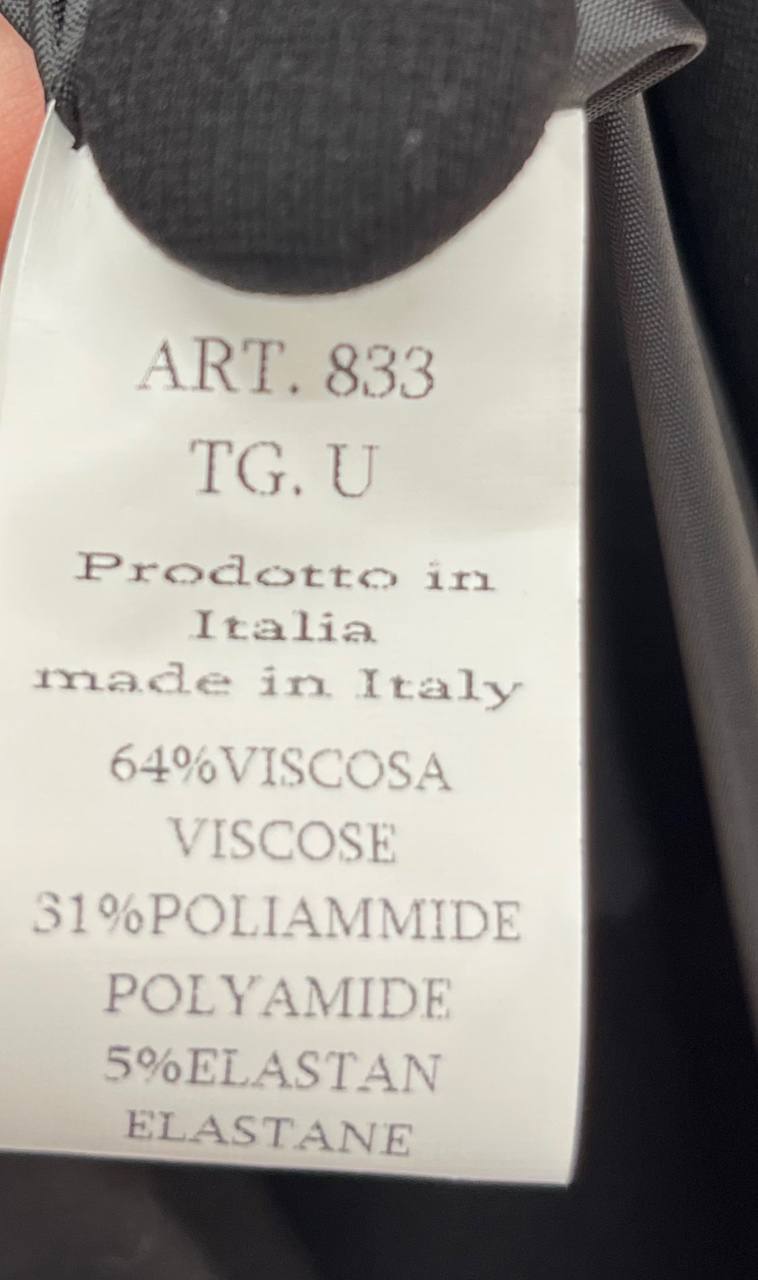 ART. 833
TG. U
Prodotto in
Italia
made in Italy
64%VISCOSA
VISCOSE
31%POLIAMMIDE
POLYAMIDE
5%ELASTAN
ELASTANE